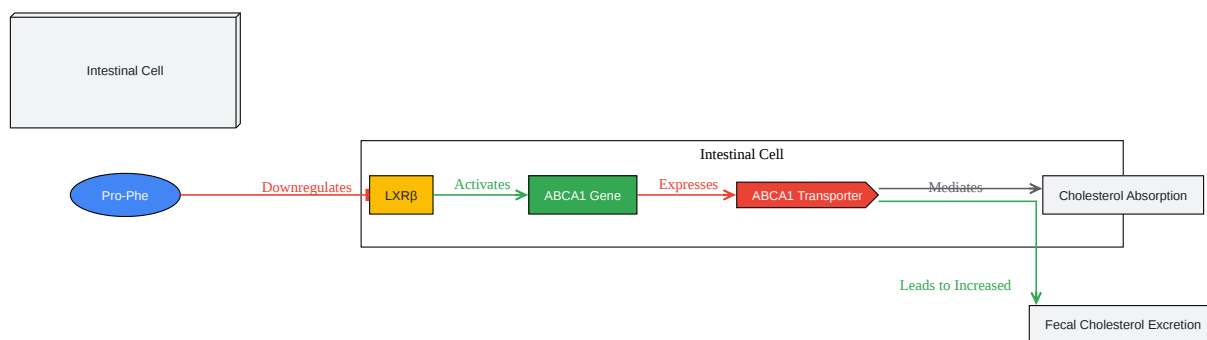 Intestinal Cell
Intestinal Cell
Pro-Phe
Downregulates
LXRβ
Activates
ABCA1 Gene
Expresses
ABCA1 Transporter
Mediates
Cholesterol Absorption
Leads to Increased
Fecal Cholesterol Excretion